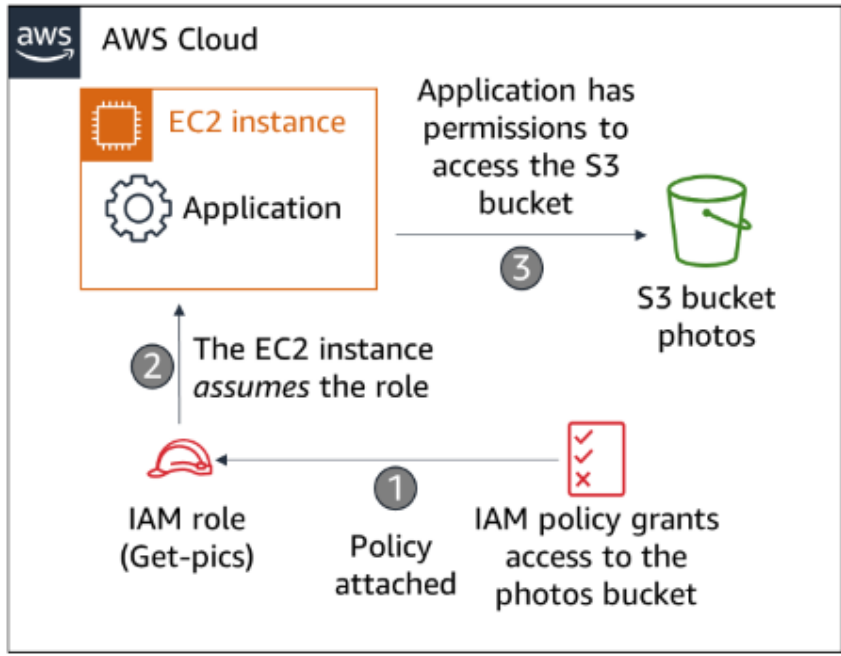 aws
AWS Cloud
EC2 instance
Application
Application has
permissions to
access the S3
bucket
3
S3 bucket
photos
2
The EC2 instance
assumes the role
IAM role
(Get-pics)
1
Policy
attached
IAM policy grants
access to the
photos bucket